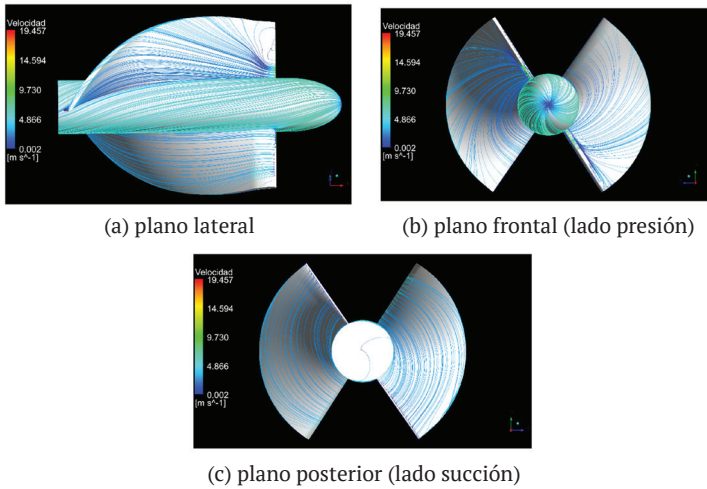 Velocidad
19.457
14.594
9.730
4.866
0.002
[m s^-1]
(a) plano lateral
Velocidad
19.457
14.594
9.730
4.866
0.002
[m s^-1]
(b) plano frontal (lado presión)
Velocidad
19.457
14.594
9.730
4.866
0.002
[m s^-1]
(c) plano posterior (lado succión)